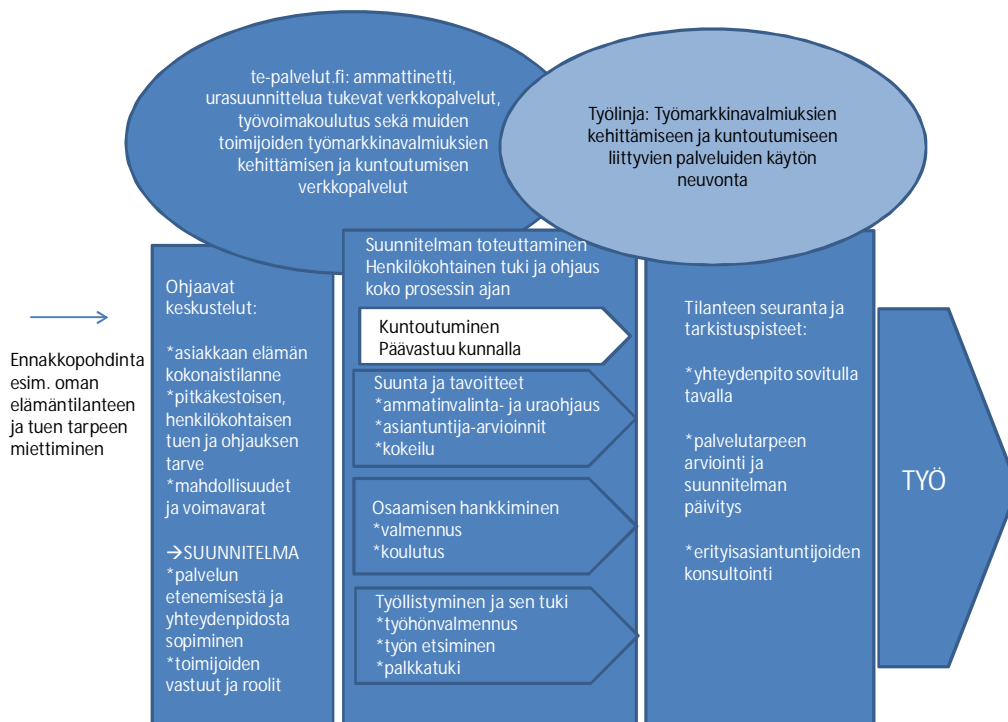 te-palvelut.fi: ammattinetti,
urasuunnittelua tukevat verkkopalvelut,
työvoimakoulutus sekä muiden
toimijoiden työmarkkinavalmiuksien
kehittämisen ja kuntoutumisen
verkkopalvelut
Työlinja: Työmarkkinavalmiuksien
kehittämiseen ja kuntoutumiseen
liittyvien palveluiden käytön
neuvonta
Ennakkopohdinta
esim. oman
elämäntilanteen
ja tuen tarpeen
miettiminen
Ohjaavat
keskustelut:
*asiakkaan elämän
kokonaistilanne
*pitkäkestoisen,
henkilökohtaisen
tuen ja ohjauksen
tarve
*mahdollisuudet
ja voimavarat
→SUUNNITELMA
*palvelun
etenemisestä ja
yhteydenpidosta
sopiminen
*toimijoiden
vastuut ja roolit
Suunnitelman toteuttaminen
Henkilökohtainen tuki ja ohjaus
koko prosessin ajan
Kuntoutuminen
Päävastuu kunnalla
Suunta ja tavoitteet
*ammatinvalinta- ja uraohjaus
*asiantuntija-arvioinnit
*kokeilu
Osaamisen hankkiminen
*valmennus
*koulutus
Työllistyminen ja sen tuki
*työhönvalmennus
*työn etsiminen
*palkkatuki
Tilanteen seuranta ja
tarkistuspisteet:
*yhteydenpito sovitulla
tavalla
*palvelutarpeen
arviointi ja
suunnitelman
päivitys
*erityisasiantuntijoiden
konsultointi
TYÖ